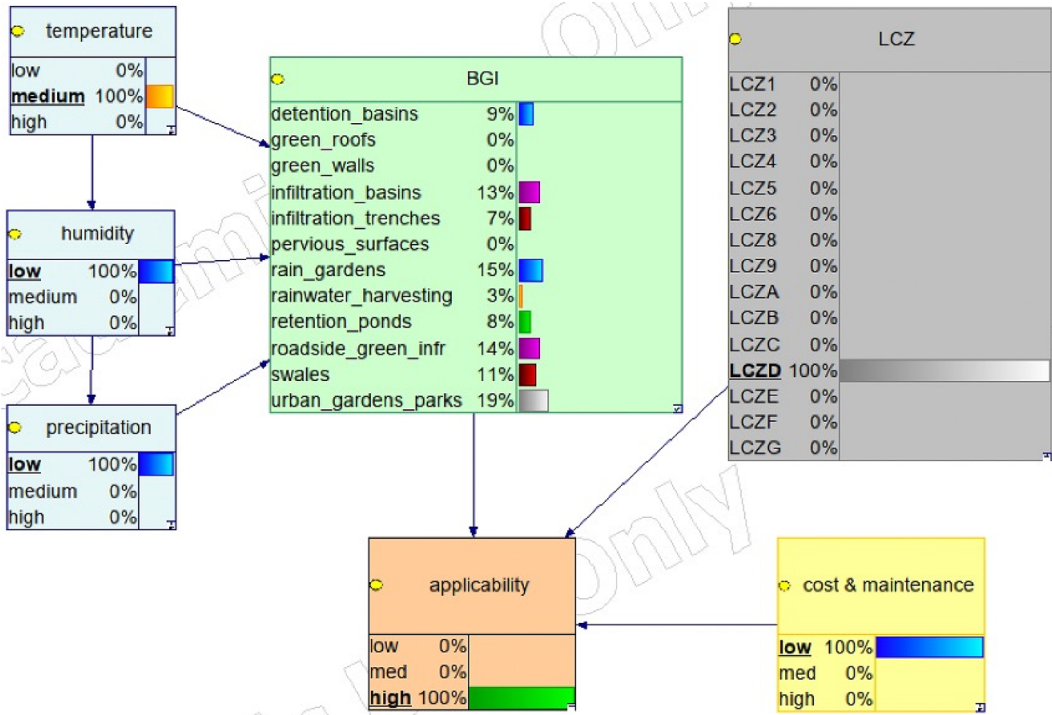 temperature
low 0%
medium 100%
high 0%
humidity
low 100%
medium 0%
high 0%
precipitation
low 100%
medium 0%
high 0%
BGI
detention_basins 9%
green_roofs 0%
green_walls 0%
infiltration_basins 13%
infiltration_trenches 7%
pervious_surfaces 0%
rain_gardens 15%
rainwater_harvesting 3%
retention_ponds 8%
roadside_green_infr 14%
swales 11%
urban_gardens_parks 19%
LCZ
LCZ1 0%
LCZ2 0%
LCZ3 0%
LCZ4 0%
LCZ5 0%
LCZ6 0%
LCZ8 0%
LCZ9 0%
LCZA 0%
LCZB 0%
LCZC 0%
LCZD 100%
LCZE 0%
LCZF 0%
LCZG 0%
applicability
low 0%
med 0%
high 100%
cost & maintenance
low 100%
med 0%
high 0%
Only
only